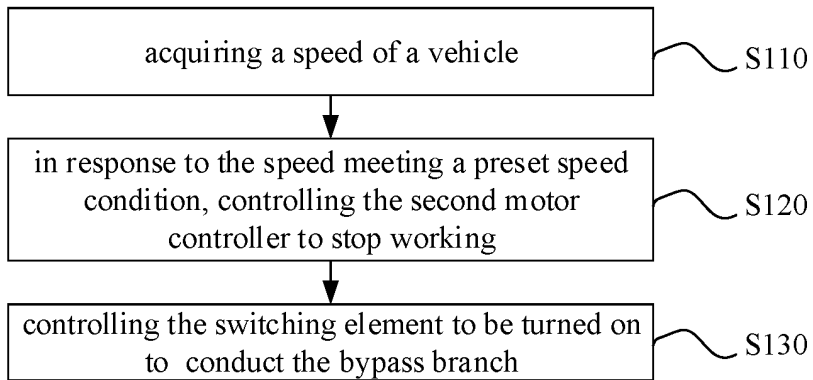 acquiring a speed of a vehicle
S110
in response to the speed meeting a preset speed
condition, controlling the second motor
controller to stop working
S120
controlling the switching element to be turned on
to conduct the bypass branch
S130